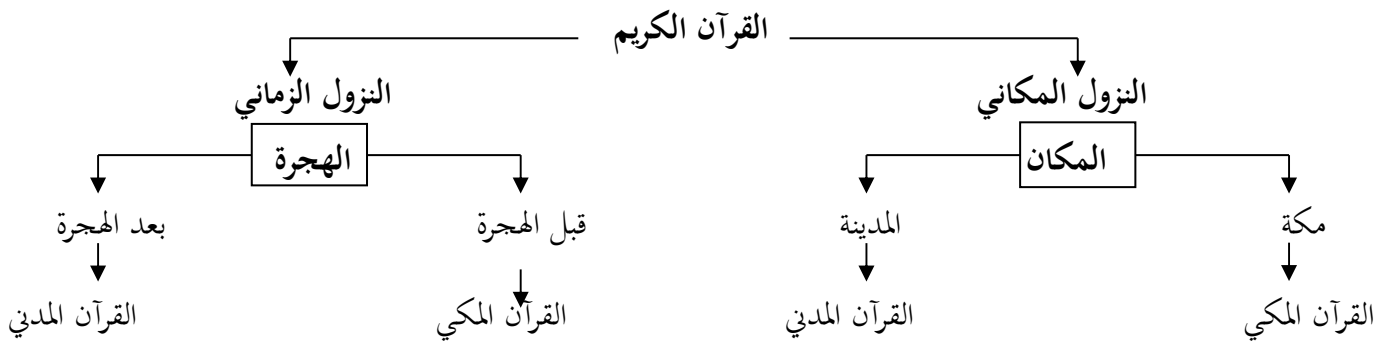 القرآن الكريم
النزول المكاني النزول الزماني
المكان الهجرة
مكة المدينة قبل الهجرة بعد الهجرة
القرآن المكي القرآن المدني القرآن المكي القرآن المدني